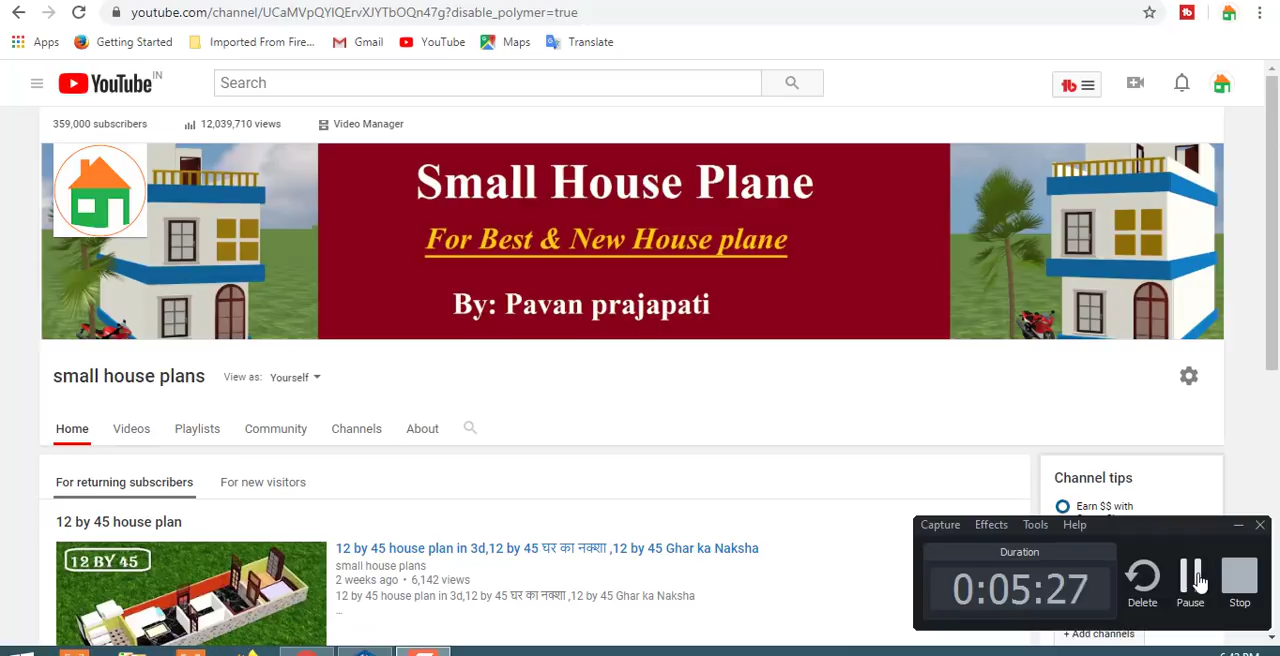 youtube.com/channel/UCaMVpQYIQErvXJYTbOQn47g?disable_polymer=true
Apps Getting Started Imported From Fire... Gmail YouTube Maps Translate
YouTube IN Search
359,000 subscribers 12,039,710 views Video Manager
Small House Plane
For Best & New House plane
By: Pavan prajapati
small house plans View as: Yourself
Home Videos Playlists Community Channels About
For returning subscribers For new visitors
Channel tips
Earn $$ with
12 by 45 house plan
12 BY 45
12 by 45 house plan in 3d,12 by 45 घर का नक्शा ,12 by 45 Ghar ka Naksha
small house plans
2 weeks ago • 6,142 views
12 by 45 house plan in 3d,12 by 45 घर का नक्शा ,12 by 45 Ghar ka Naksha
...
Capture Effects Tools Help
Duration
0:05:27
Delete Pause Stop
+ Add channels